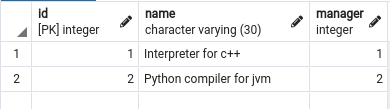 id name manager
[PK] integer character varying (30) integer
1 1 Interpreter for c++ 1
2 2 Python compiler for jvm 2